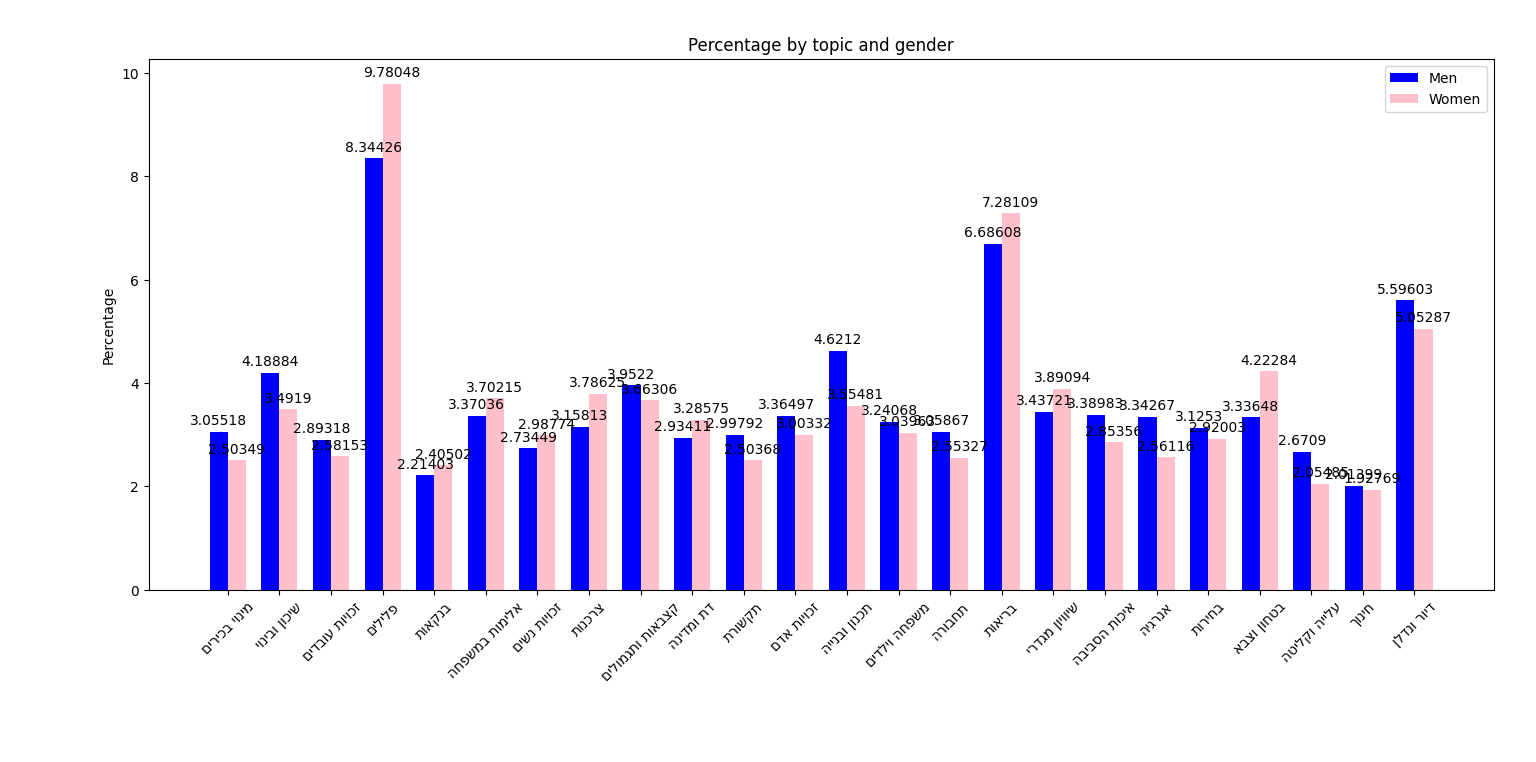 Percentage by topic and gender
Men
Women
Percentage
10
8
6
4
2
0
3.05518
2.50349
4.18884
3.4919
2.89318
2.58153
8.34426
9.78048
2.21403
2.40502
3.37036
3.70215
2.73449
2.98774
3.15813
3.78625
3.9522
3.66306
2.93411
3.28575
2.99792
2.50368
3.36497
3.00332
4.6212
3.55481
3.24068
3.03963
3.05867
2.55327
6.68608
7.28109
3.43721
3.89094
3.38983
2.85356
3.34267
2.56116
3.1253
2.92003
3.33648
4.22284
2.6709
2.05485
2.01399
1.92769
5.59603
5.05287
מינוי בכירים
שיכון ובינוי
זכויות עובדים
פלילים
בנקאות
אלימות במשפחה
זכויות נשים
צרכנות
קצבאות ותגמולים
דת ומדינה
תקשורת
זכויות אדם
תכנון ובנייה
משפחה וילדים
תחבורה
בריאות
שוויון מגדרי
איכות הסביבה
אנרגיה
בחירות
בטחון וצבא
עלייה וקליטה
חינוך
דיור ונדלן